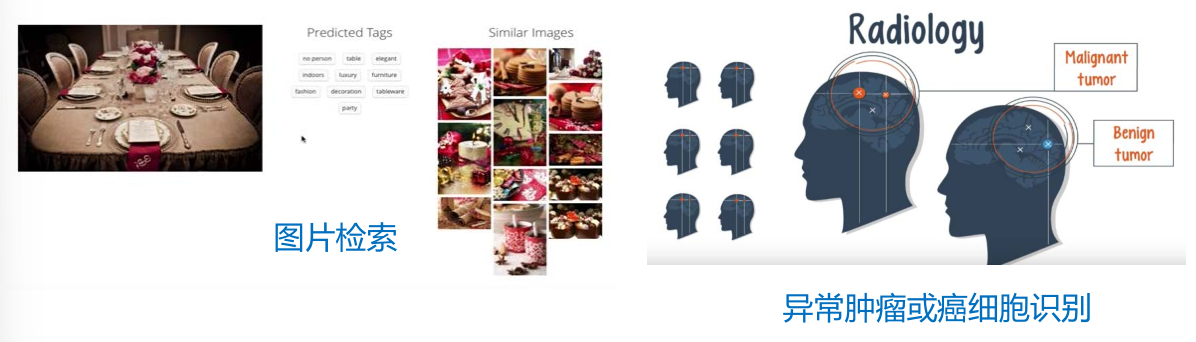 Predicted Tags
no person table elegant
indoors luxury furniture
fashion decoration tableware
party
Similar Images
图片检索
Radiology
Malignant
tumor
Benign
tumor
异常肿瘤或癌细胞识别